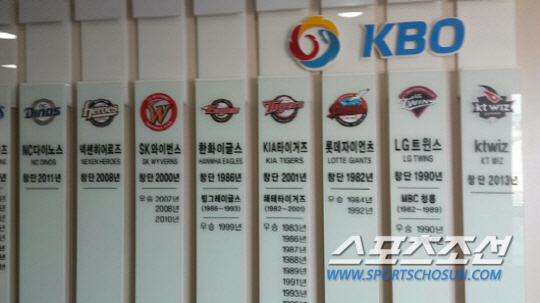 KBO
DINOS
NC다이노스
NC DINOS
창단 2011년
넥센히어로즈
NEXEN HEROES
창단 2008년
W
SK와이번스
SK WYVERNS
창단 2000년
우승 2007년
2008년
2010년
한화이글스
HANWHA EAGLES
창단 1986년
빙그레이글스
(1986~1993)
우승 1999년
Tigers
KIA타이거즈
KIA TIGERS
창단 2001년
해태타이거즈
(1982~2001)
우승 1983년
1986년
1987년
1988년
1989년
1991년
1993
롯데자이언츠
LOTTE GIANTS
창단 1982년
우승 1984년
1992년
TWINS
LG트윈스
LG TWINS
창단 1990년
MBC 청룡
(1982~1989)
우승 1990년
kt wiz
ktwiz
KT WIZ
창단 2013년
스포츠조선
WWW.SPORTSCHOSUN.COM